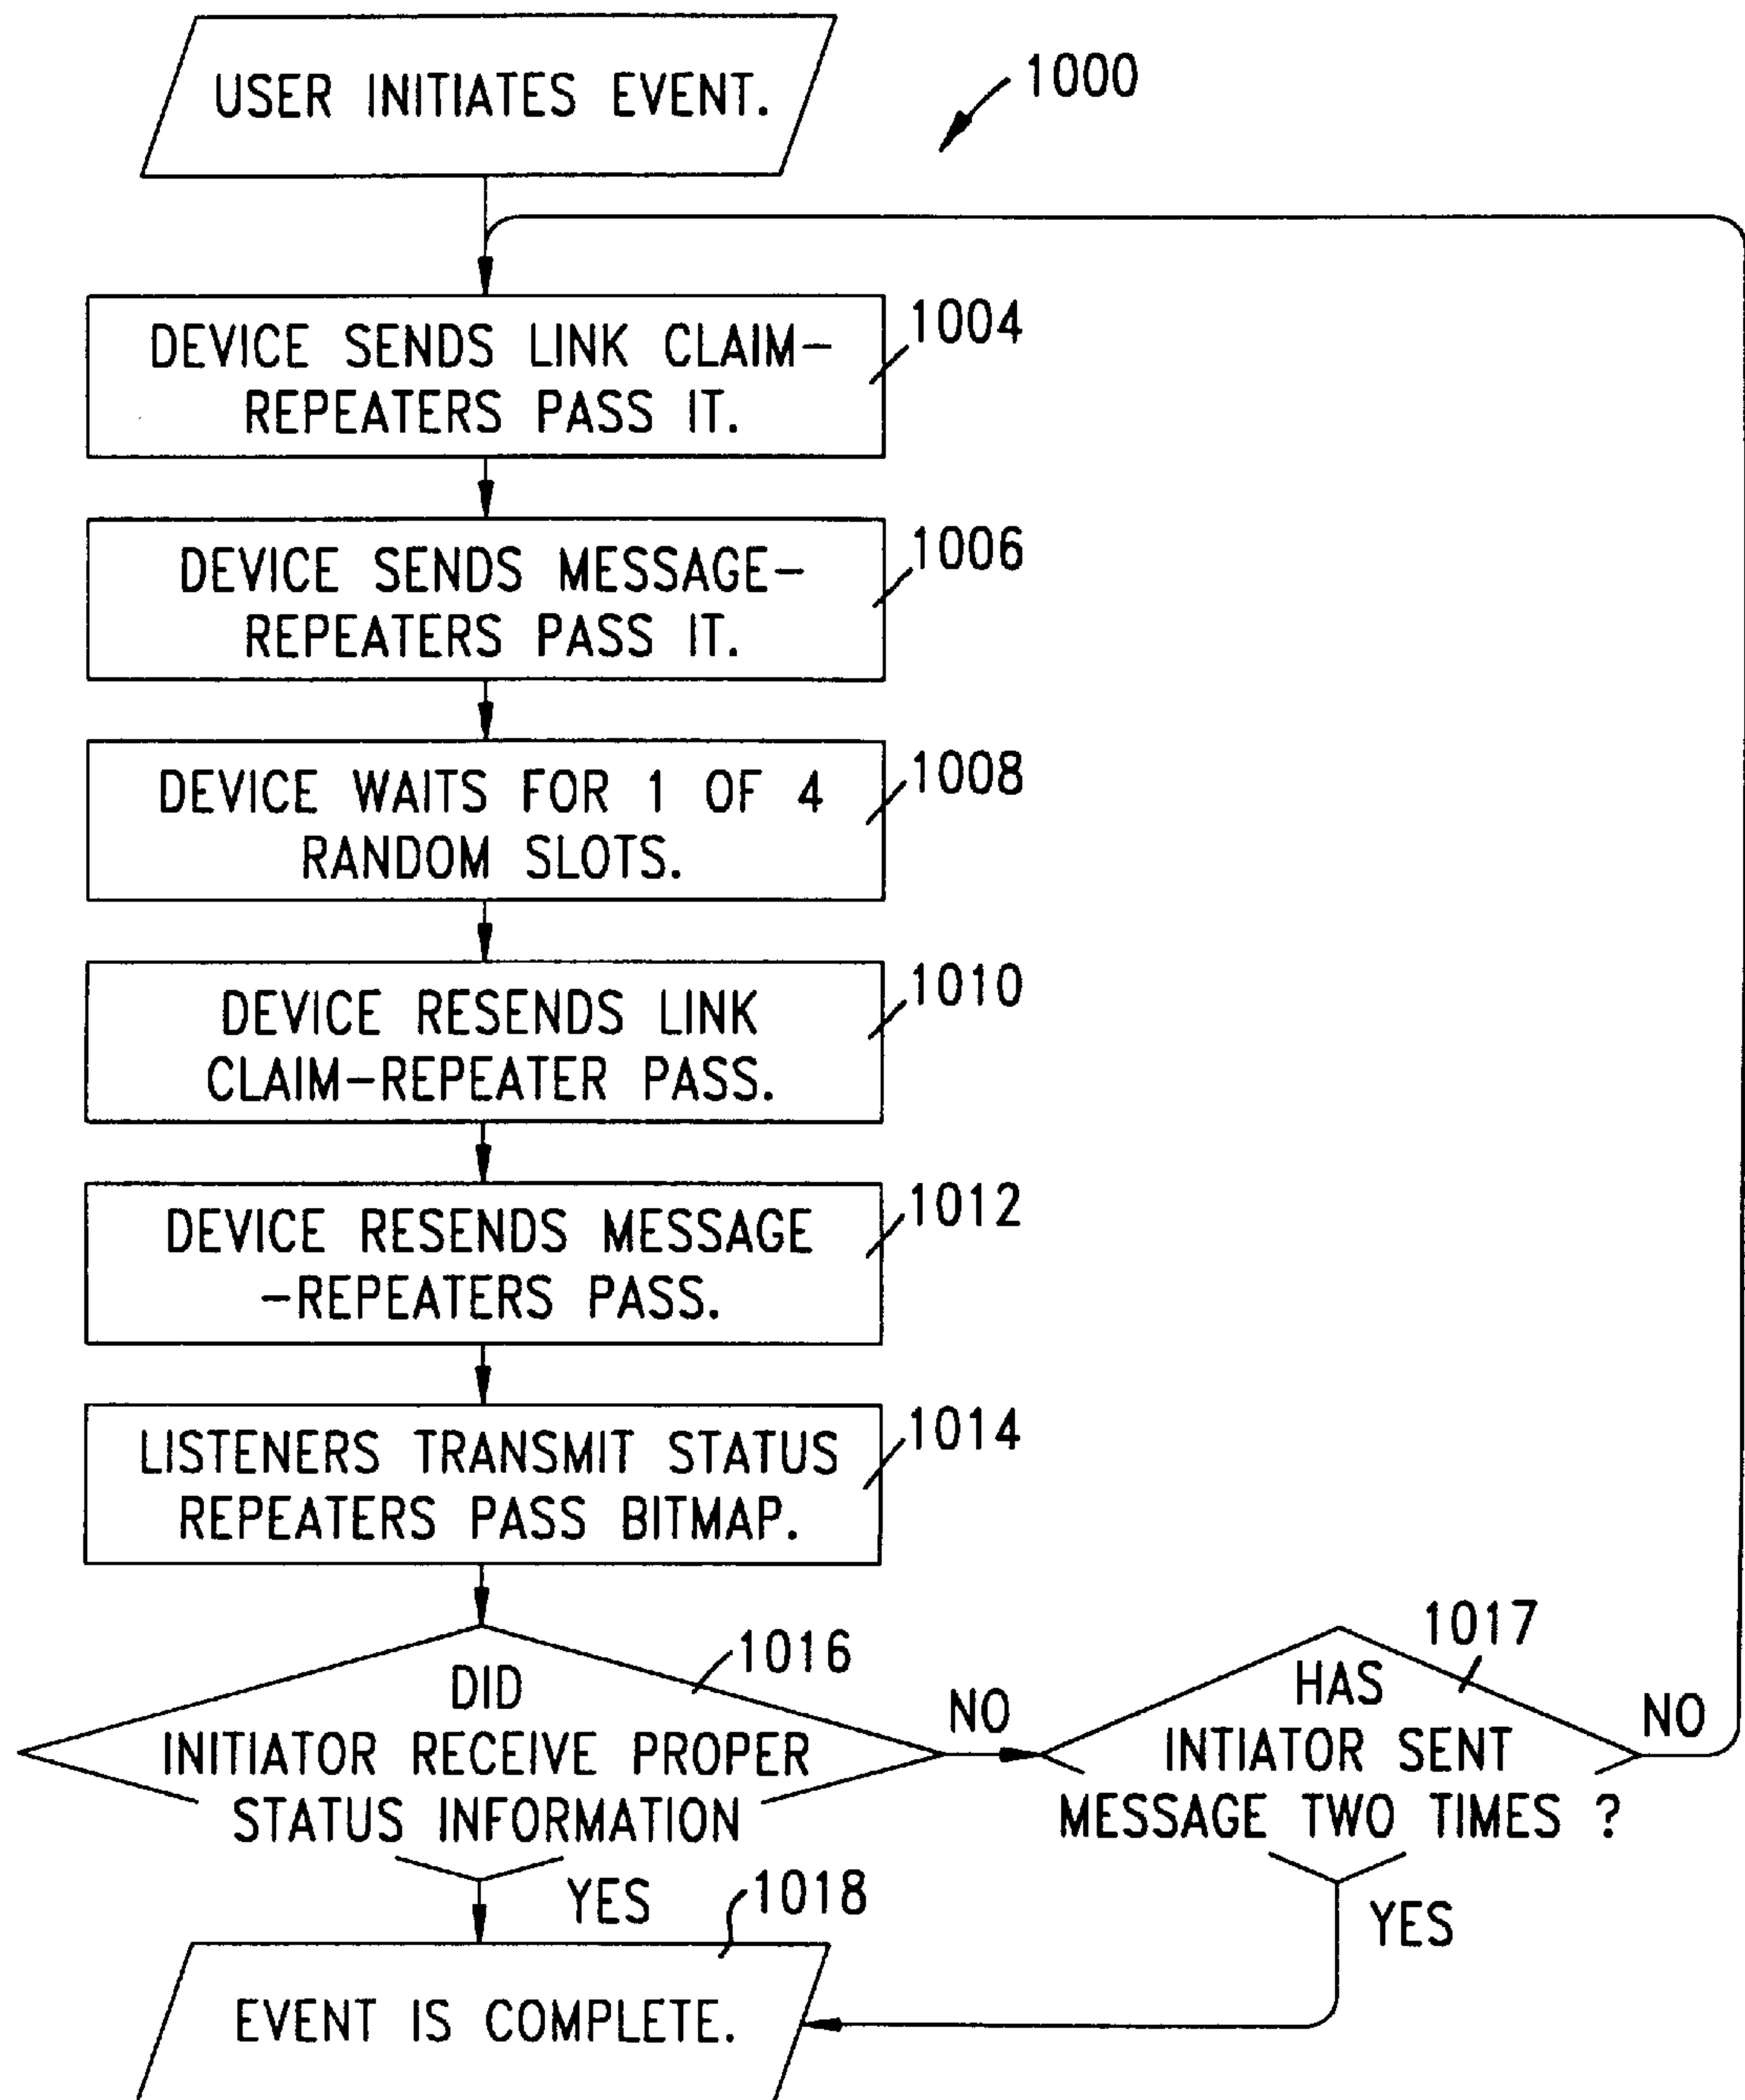 USER INITIATES EVENT.
1000
DEVICE SENDS LINK CLAIM-
REPEATERS PASS IT.
1004
DEVICE SENDS MESSAGE-
REPEATERS PASS IT.
1006
DEVICE WAITS FOR 1 OF 4
RANDOM SLOTS.
1008
DEVICE RESENDS LINK
CLAIM-REPEATER PASS.
1010
DEVICE RESENDS MESSAGE
-REPEATERS PASS.
1012
LISTENERS TRANSMIT STATUS
REPEATERS PASS BITMAP.
1014
DID
INITIATOR RECEIVE PROPER
STATUS INFORMATION
1016
NO
HAS
INTIATOR SENT
MESSAGE TWO TIMES ?
1017
NO
YES
YES
EVENT IS COMPLETE.
1018